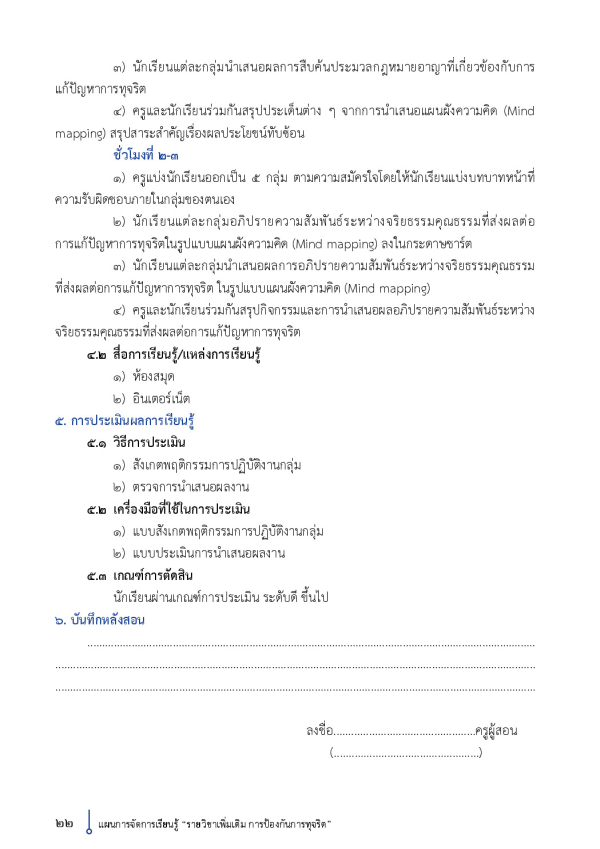 ๓) นักเรียนแต่ละกลุ่มนำเสนอผลการสืบค้นประมวลกฎหมายอาญาที่เกี่ยวข้องกับการ
แก้ปัญหาการทุจริต
๔) ครูและนักเรียนร่วมกันสรุปประเด็นต่าง ๆ จากการนำเสนอแผนผังความคิด (Mind
mapping) สรุปสาระสำคัญเรื่องผลประโยชน์ทับซ้อน
ชั่วโมงที่ ๒-๓
๑) ครูแบ่งนักเรียนออกเป็น ๕ กลุ่ม ตามความสมัครใจโดยให้นักเรียนแบ่งบทบาทหน้าที่
ความรับผิดชอบภายในกลุ่มของตนเอง
๒) นักเรียนแต่ละกลุ่มอภิปรายความสัมพันธ์ระหว่างจริยธรรมคุณธรรมที่ส่งผลต่อ
การแก้ปัญหาการทุจริตในรูปแบบแผนผังความคิด (Mind mapping) ลงในกระดาษชาร์ต
๓) นักเรียนแต่ละกลุ่มนำเสนอผลการอภิปรายความสัมพันธ์ระหว่างจริยธรรมคุณธรรม
ที่ส่งผลต่อการแก้ปัญหาการทุจริต ในรูปแบบแผนผังความคิด (Mind mapping)
๔) ครูและนักเรียนร่วมกันสรุปกิจกรรมและการนำเสนอผลอภิปรายความสัมพันธ์ระหว่าง
จริยธรรมคุณธรรมที่ส่งผลต่อการแก้ปัญหาการทุจริต
๔.๒ สื่อการเรียนรู้/แหล่งการเรียนรู้
๑) ห้องสมุด
๒) อินเตอร์เน็ต
๕. การประเมินผลการเรียนรู้
๕.๑ วิธีการประเมิน
๑) สังเกตพฤติกรรมการปฏิบัติงานกลุ่ม
๒) ตรวจการนำเสนอผลงาน
๕.๒ เครื่องมือที่ใช้ในการประเมิน
๑) แบบสังเกตพฤติกรรมการปฏิบัติงานกลุ่ม
๒) แบบประเมินการนำเสนอผลงาน
๕.๓ เกณฑ์การตัดสิน
นักเรียนผ่านเกณฑ์การประเมิน ระดับดี ขึ้นไป
๖. บันทึกหลังสอน
................................................................................
................................................................................
................................................................................
ลงชื่อ................................................ครูผู้สอน
(.................................................)
๒๒ แผนการจัดการเรียนรู้ "รายวิชาเพิ่มเติม การป้องกันการทุจริต"